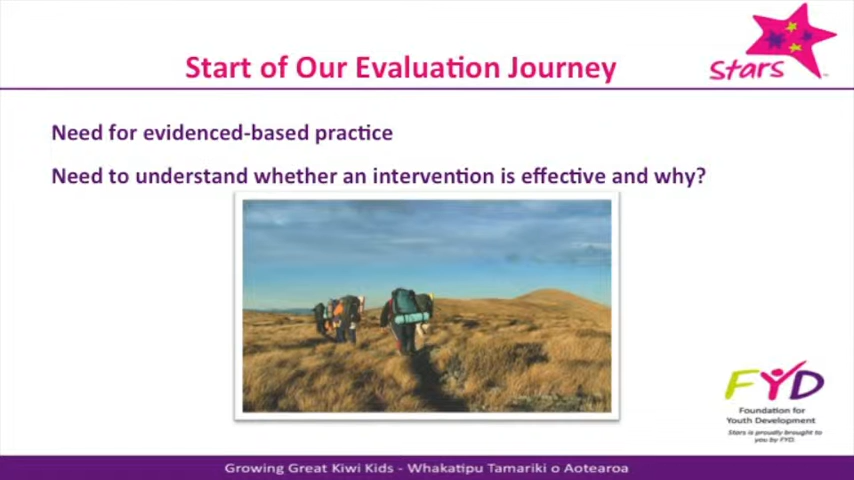 Stars
Start of Our Evaluation Journey
Need for evidenced-based practice
Need to understand whether an intervention is effective and why?
FYD
Foundation for
Youth Development
Stars is proudly brought to
you by FYD.
Growing Great Kiwi Kids - Whakatipu Tamariki o Aotearoa